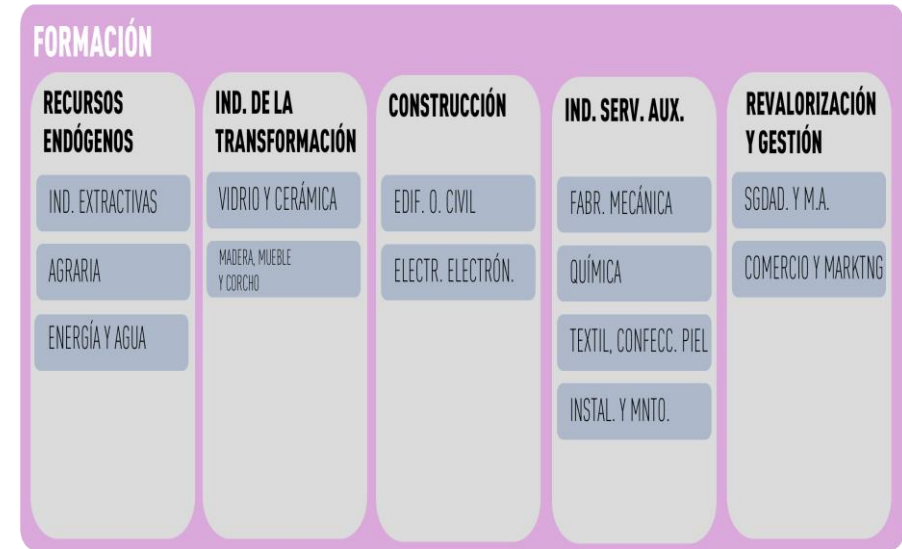 FORMACIÓN
RECURSOS
ENDÓGENOS
IND. EXTRACTIVAS
AGRARIA
ENERGÍA Y AGUA
IND. DE LA
TRANSFORMACIÓN
VIDRIO Y CERÁMICA
MADERA, MUEBLE
Y CORCHO
CONSTRUCCIÓN
EDIF. O. CIVIL
ELECTR. ELECTRÓN.
IND. SERV. AUX.
FABR. MECÁNICA
QUÍMICA
TEXTIL, CONFECC. PIEL
INSTAL. Y MNTO.
REVALORIZACIÓN
Y GESTIÓN
SGDAD. Y M.A.
COMERCIO Y MARKTNG